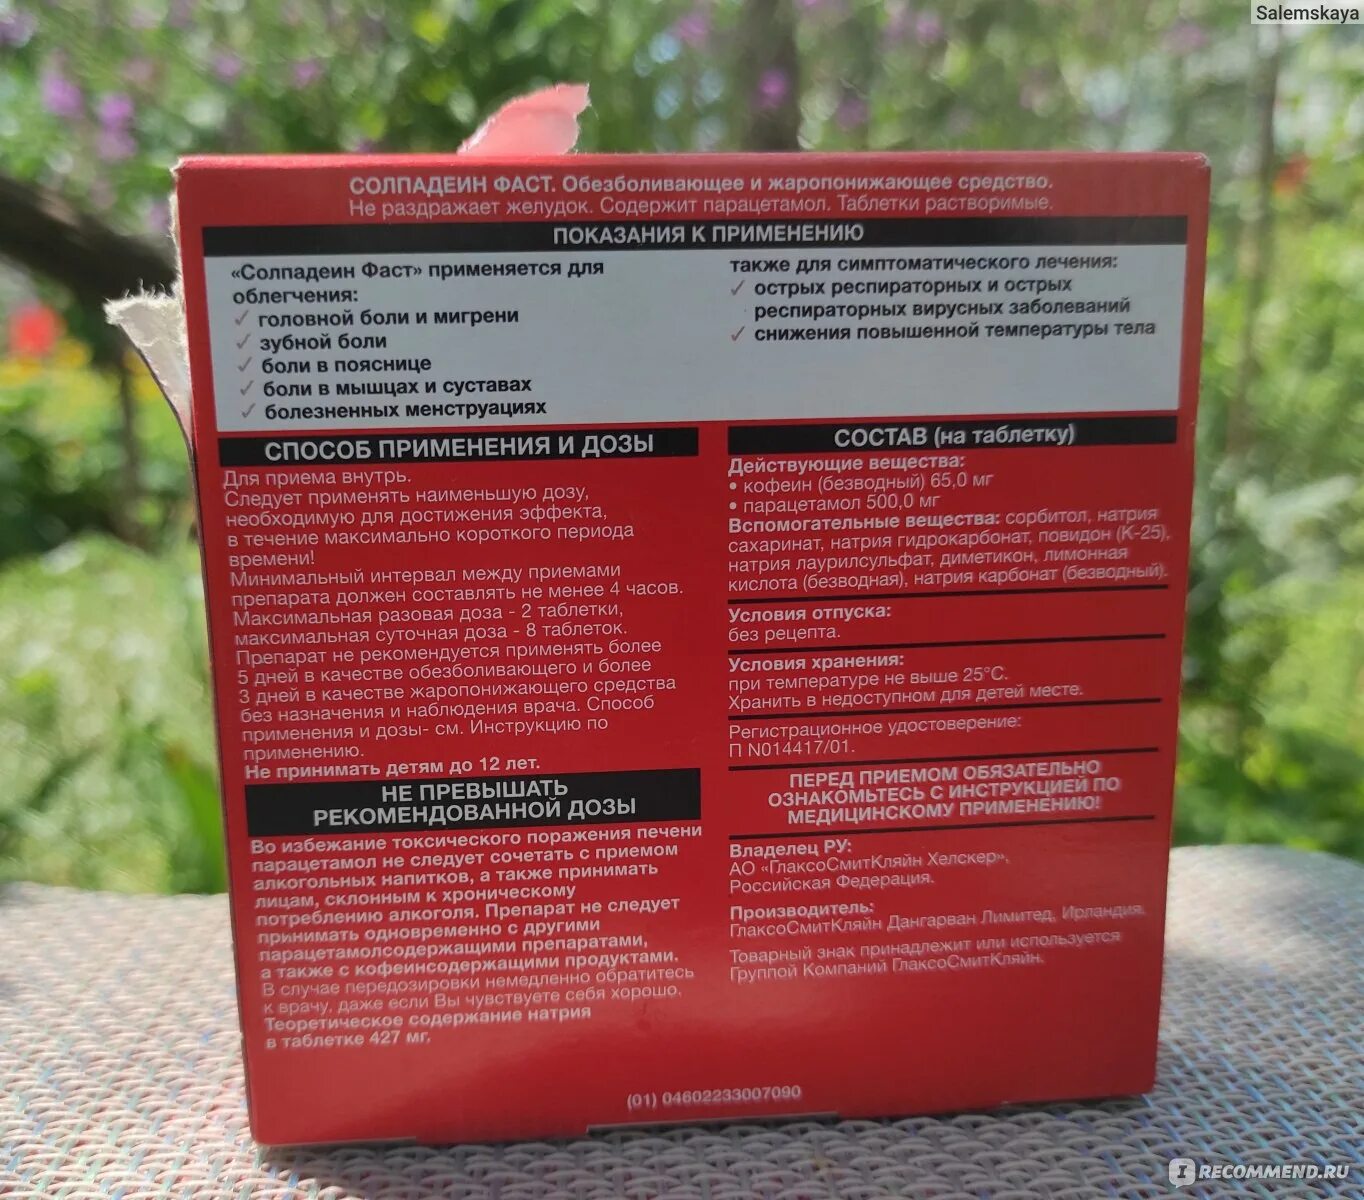 Salemskaya
СОЛПАДЕИН ФАСТ. Обезболивающее и жаропонижающее средство.
Не раздражает желудок. Содержит парацетамол. Таблетки растворимые.
ПОКАЗАНИЯ К ПРИМЕНЕНИЮ
«Солпадеин Фаст» применяется для
облегчения:
✓ головной боли и мигрени
✓ зубной боли
✓ боли в пояснице
✓ боли в мышцах и суставах
✓ болезненных менструациях
также для симптоматического лечения:
✓ острых респираторных и острых
респираторных вирусных заболеваний
✓ снижения повышенной температуры тела
СПОСОБ ПРИМЕНЕНИЯ И ДОЗЫ
Для приема внутрь.
Следует применять наименьшую дозу,
необходимую для достижения эффекта,
в течение максимально короткого периода
времени!
Минимальный интервал между приемами
препарата должен составлять не менее 4 часов.
Максимальная разовая доза - 2 таблетки,
максимальная суточная доза - 8 таблеток.
Препарат не рекомендуется применять более
5 дней в качестве обезболивающего и более
3 дней в качестве жаропонижающего средства
без назначения и наблюдения врача. Способ
применения и дозы- см. Инструкцию по
применению.
Не принимать детям до 12 лет.
НЕ ПРЕВЫШАТЬ
РЕКОМЕНДОВАННОЙ ДОЗЫ
Во избежание токсического поражения печени
парацетамол не следует сочетать с приемом
алкогольных напитков, а также принимать
лицам, склонным к хроническому
потреблению алкоголя. Препарат не следует
принимать одновременно с другими
парацетамолсодержащими препаратами,
а также с кофеинсодержащими продуктами.
В случае передозировки немедленно обратитесь
к врачу, даже если Вы чувствуете себя хорошо.
Теоретическое содержание натрия
в таблетке 427 мг.
СОСТАВ (на таблетку)
Действующие вещества:
• кофеин (безводный) 65,0 мг
• парацетамол 500,0 мг
Вспомогательные вещества: сорбитол, натрия
сахаринат, натрия гидрокарбонат, повидон (К-25),
натрия лаурилсульфат, диметикон, лимонная
кислота (безводная), натрия карбонат (безводный).
Условия отпуска:
без рецепта.
Условия хранения:
при температуре не выше 25°С.
Хранить в недоступном для детей месте.
Регистрационное удостоверение:
П N014417/01.
ПЕРЕД ПРИЕМОМ ОБЯЗАТЕЛЬНО
ОЗНАКОМЬТЕСЬ С ИНСТРУКЦИЕЙ ПО
МЕДИЦИНСКОМУ ПРИМЕНЕНИЮ!
Владелец РУ:
АО «ГлаксоСмитКляйн Хелскер»,
Российская Федерация.
Производитель:
ГлаксоСмитКляйн Дангарван Лимитед, Ирландия.
Товарный знак принадлежит или используется
Группой Компаний ГлаксоСмитКляйн.
(01) 04602233007090
IRECOMMEND.RU